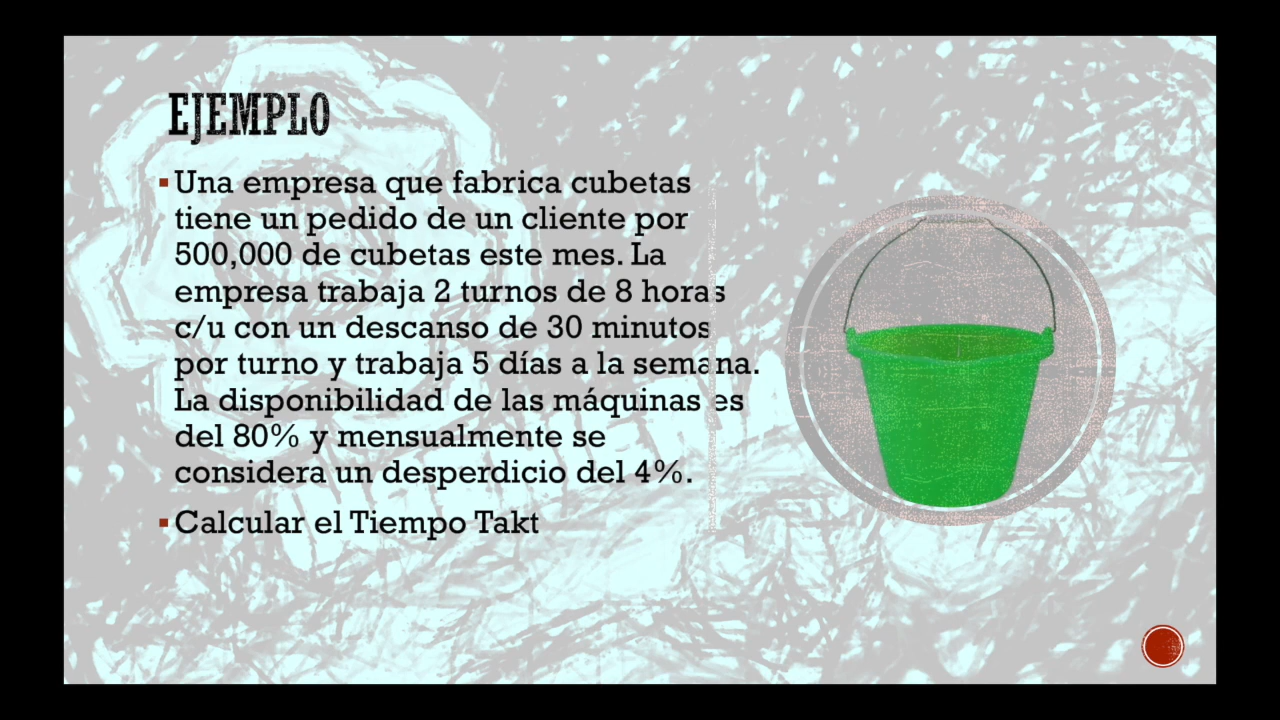 EJEMPLO
Una empresa que fabrica cubetas
tiene un pedido de un cliente por
500,000 de cubetas este mes. La
empresa trabaja 2 turnos de 8 horas
c/u con un descanso de 30 minutos
por turno y trabaja 5 días a la semana.
La disponibilidad de las máquinas es
del 80% y mensualmente se
considera un desperdicio del 4%.
Calcular el Tiempo Takt